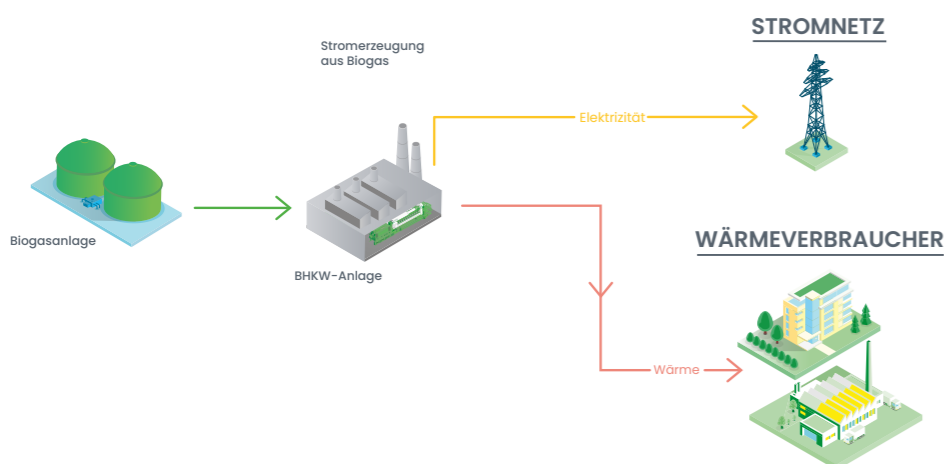 STROMNETZ
Stromerzeugung
aus Biogas
Elektrizität
Biogasanlage
WÄRMEVERBRAUCHER
BHKW-Anlage
Wärme